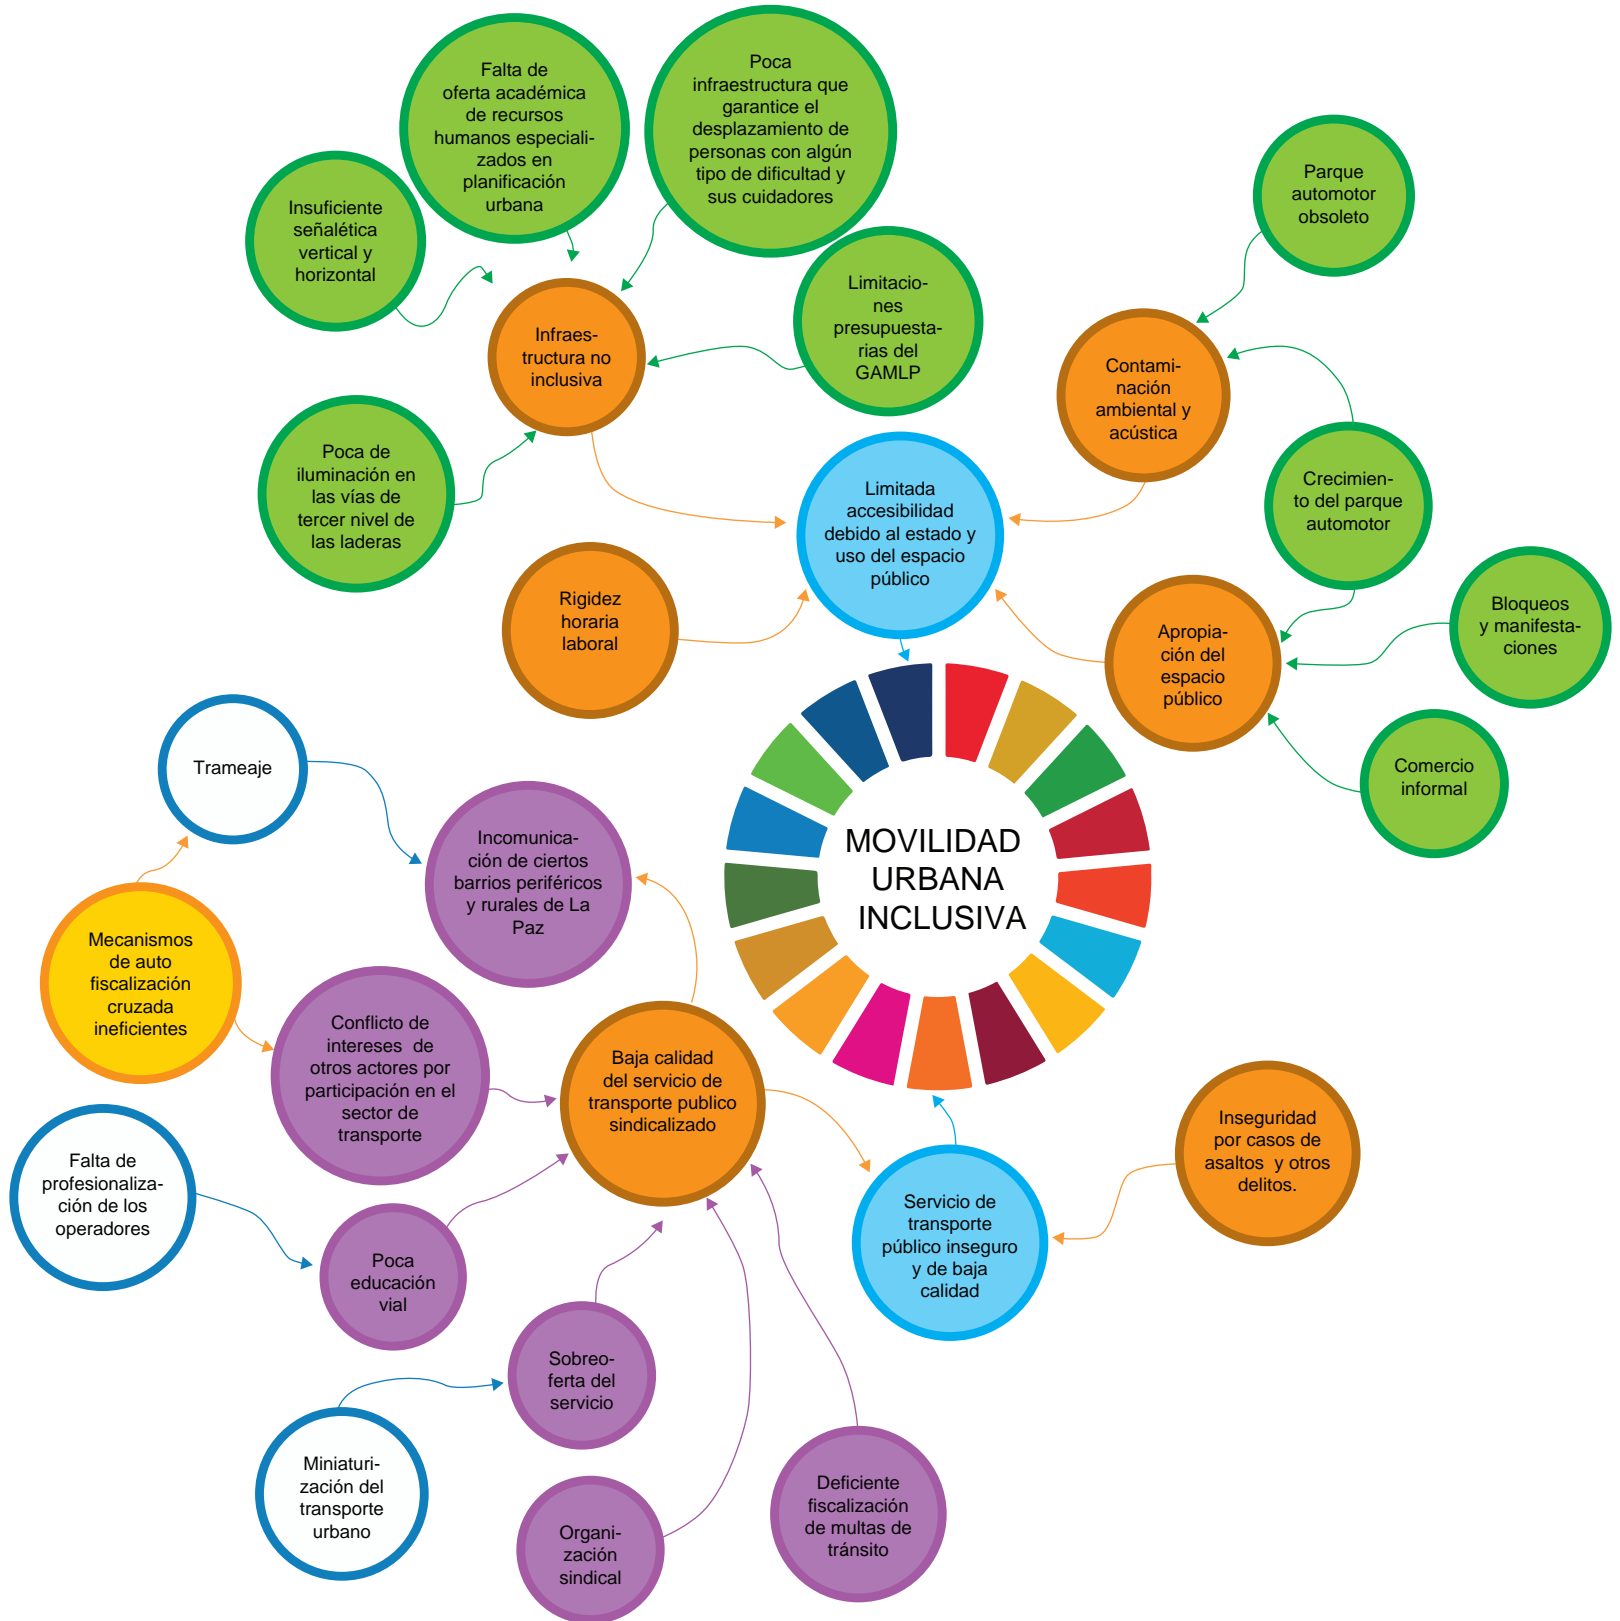 Falta de
oferta académica
de recursos
humanos especiali-
zados en
planificación
urbana
Poca
infraestructura que
garantice el
desplazamiento de
personas con algún
tipo de dificultad y
sus cuidadores
Parque
automotor
obsoleto
Insuficiente
señalética
vertical y
horizontal
Limitacio-
nes
presupuesta-
rias del
GAMLP
Infraes-
tructura no
inclusiva
Contami-
nación
ambiental y
acústica
Poca de
iluminación en
las vías de
tercer nivel de
las laderas
Limitada
accesibilidad
debido al estado y
uso del espacio
público
Crecimien-
to del parque
automotor
Rigidez
horaria
laboral
Apropia-
ción del
espacio
público
Bloqueos
y manifesta-
ciones
Comercio
informal
Trameaje
Incomunica-
ción de ciertos
barrios periféricos
y rurales de La
Paz
MOVILIDAD
URBANA
INCLUSIVA
Mecanismos
de auto
fiscalización
cruzada
ineficientes
Conflicto de
intereses de
otros actores por
participación en el
sector de
transporte
Baja calidad
del servicio de
transporte publico
sindicalizado
Inseguridad
por casos de
asaltos y otros
delitos.
Falta de
profesionaliza-
ción de los
operadores
Servicio de
transporte
público inseguro
y de baja
calidad
Poca
educación
vial
Sobreo-
ferta del
servicio
Miniaturi-
zación del
transporte
urbano
Organi-
zación
sindical
Deficiente
fiscalización
de multas de
tránsito